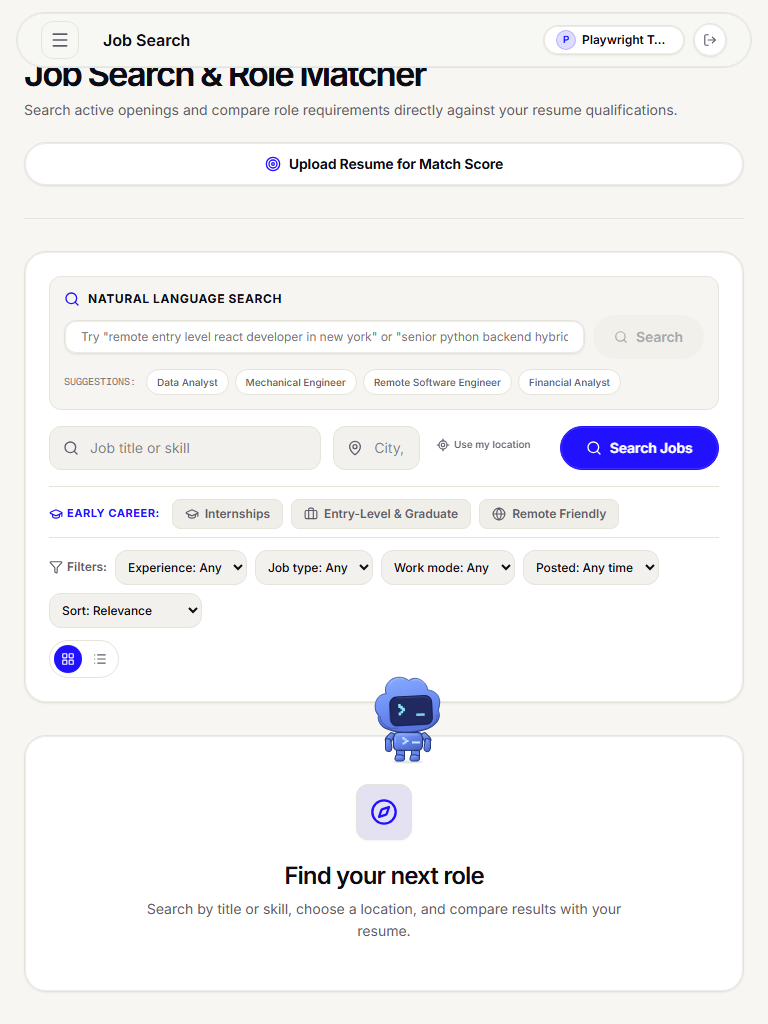 Job Search
P
Playwright T...
Job Search & Role Matcher
Search active openings and compare role requirements directly against your resume qualifications.
Upload Resume for Match Score
NATURAL LANGUAGE SEARCH
Try "remote entry level react developer in new york" or "senior python backend hybric
Search
SUGGESTIONS:
Data Analyst
Mechanical Engineer
Remote Software Engineer
Financial Analyst
Job title or skill
City,
Use my location
Search Jobs
EARLY CAREER:
Internships
Entry-Level & Graduate
Remote Friendly
Filters:
Experience: Any
Job type: Any
Work mode: Any
Posted: Any time
Sort: Relevance
Find your next role
Search by title or skill, choose a location, and compare results with your
resume.